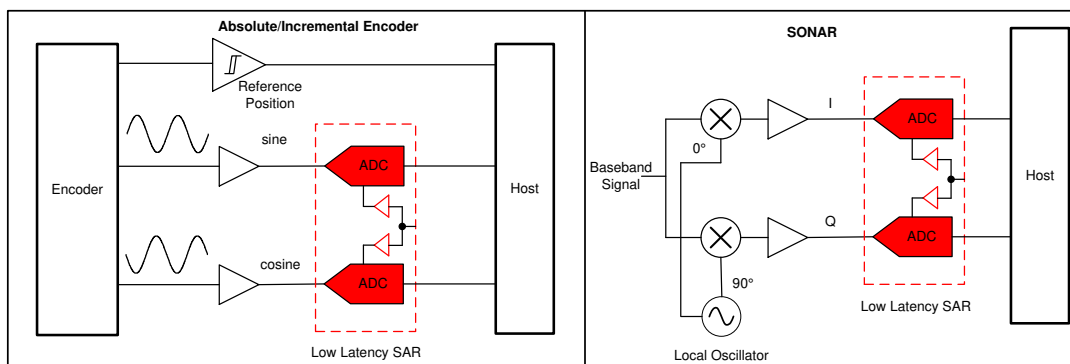 Absolute/Incremental Encoder
Reference
Position
sine
ADC
Encoder
Host
ADC
cosine
Low Latency SAR
SONAR
I
ADC
0°
Baseband
Signal
Host
Q
ADC
90°
Low Latency SAR
Local Oscillator